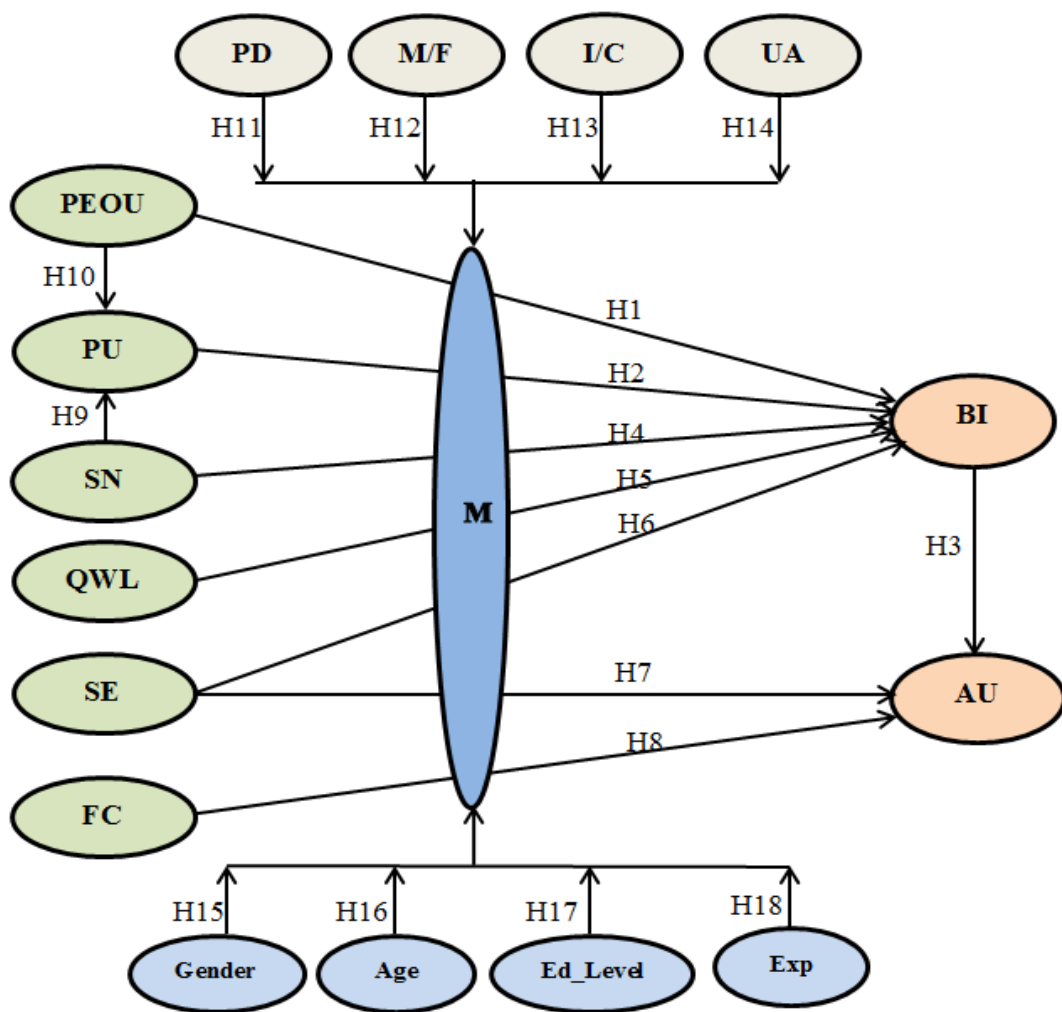 PD
M/F
I/C
UA
H11
H12
H13
H14
PEOU
H10
H1
PU
H2
H9
BI
H4
SN
H5
M
H6
H3
QWL
SE
H7
AU
H8
FC
H15
H16
H17
H18
Gender
Age
Ed_Level
Exp